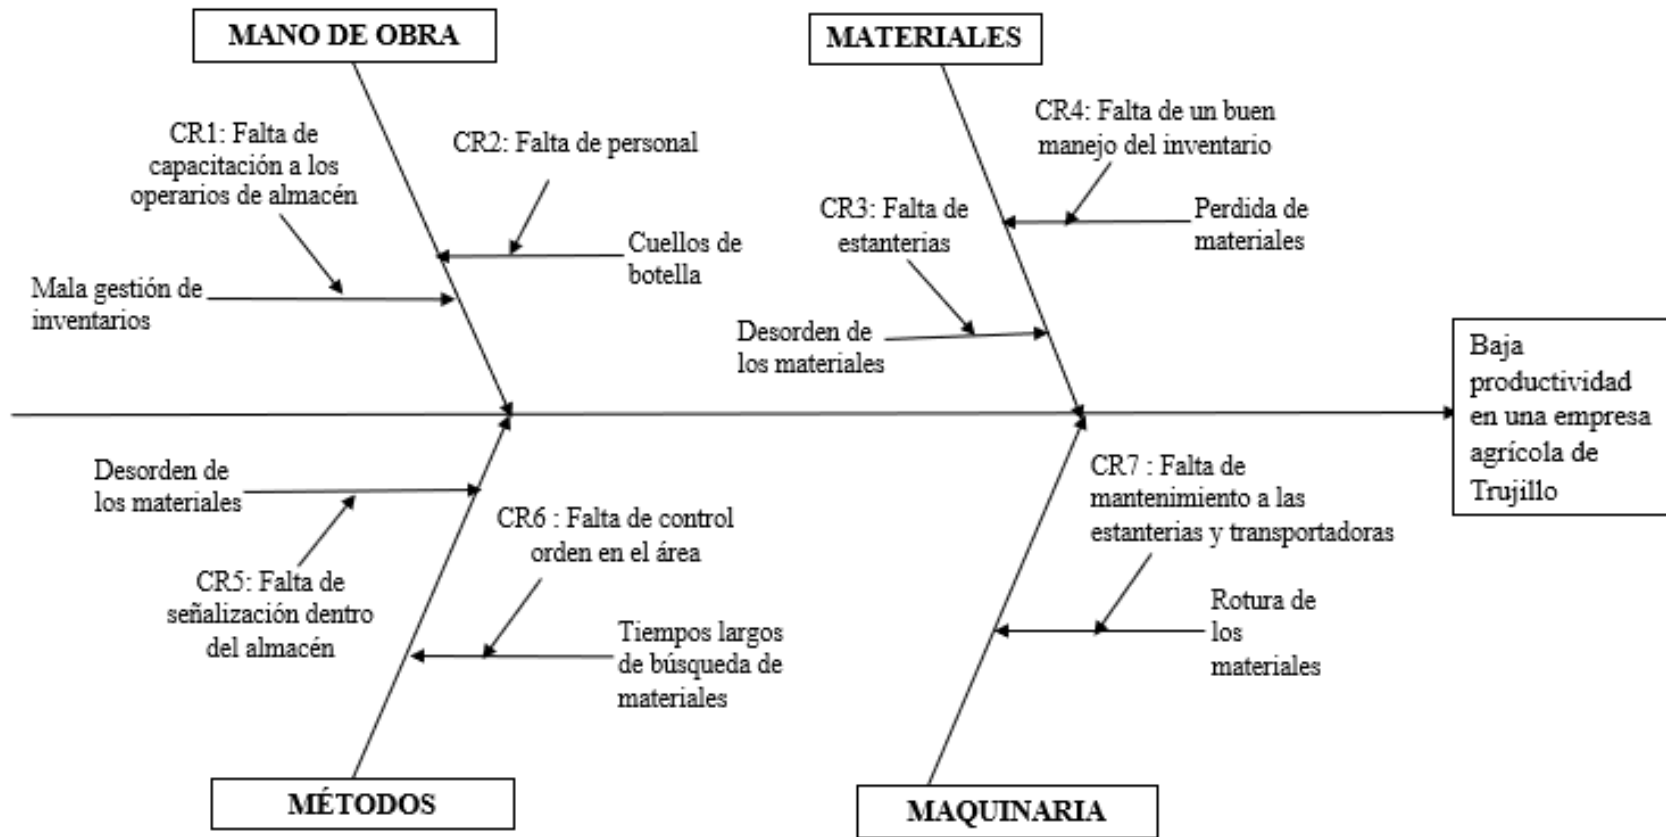 MANO DE OBRA
MATERIALES
CR1: Falta de
capacitación a los
operarios de almacén
CR2: Falta de personal
Mala gestión de
inventarios
Cuellos de
botella
CR4: Falta de un buen
manejo del inventario
CR3: Falta de
estanterias
Perdida de
materiales
Desorden de
los materiales
Baja
productividad
en una empresa
agrícola de
Trujillo
Desorden de
los materiales
CR5: Falta de
señalización dentro
del almacén
CR6 : Falta de control
orden en el área
Tiempos largos
de búsqueda de
materiales
CR7 : Falta de
mantenimiento a las
estanterias y transportadoras
Rotura de
los
materiales
MÉTODOS
MAQUINARIA